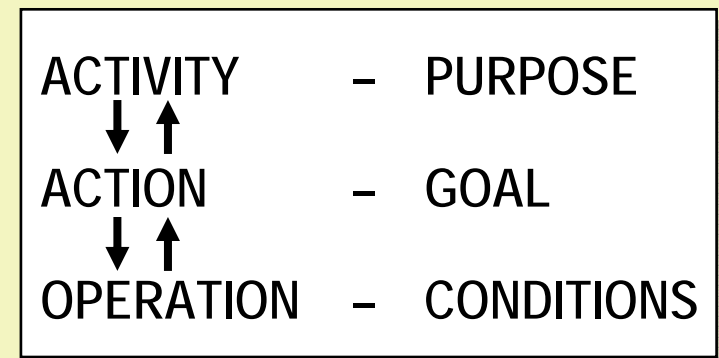 ACTIVITY – PURPOSE
ACTION – GOAL
OPERATION – CONDITIONS